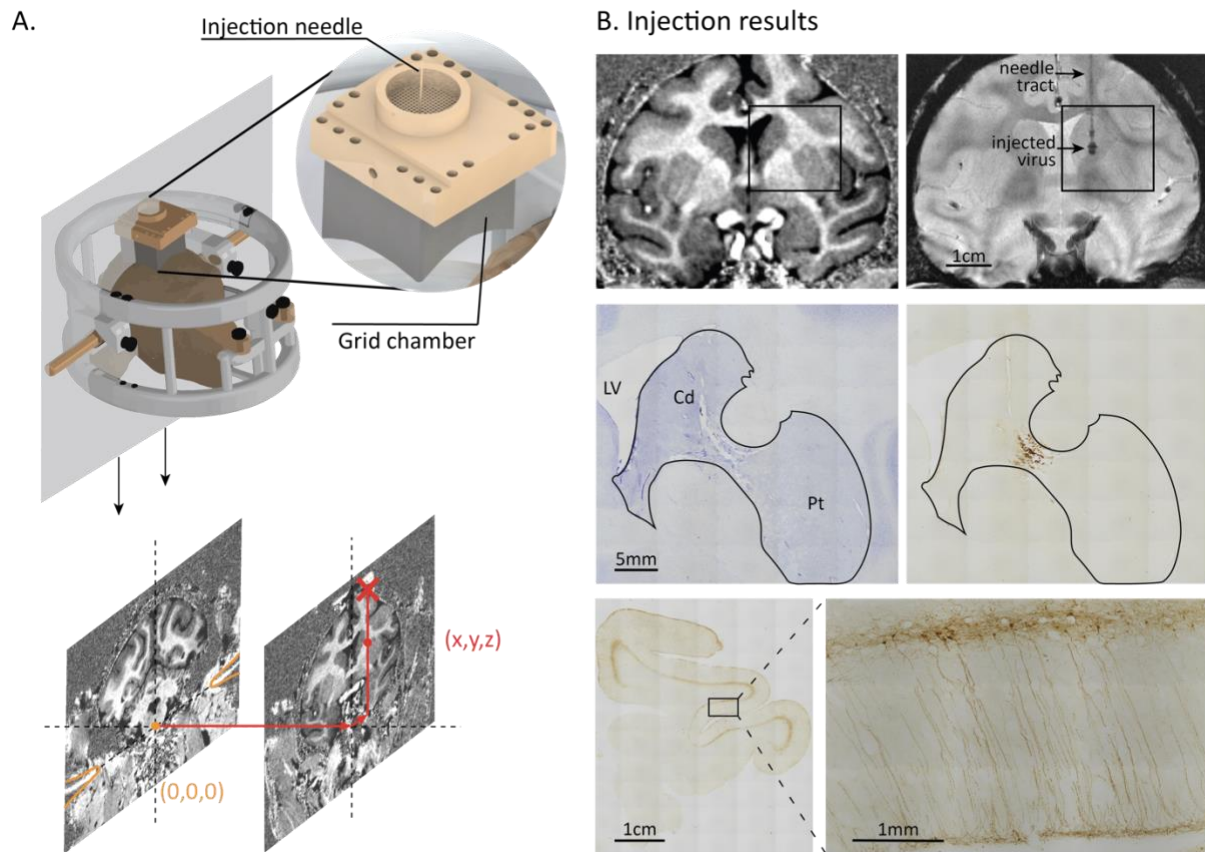 A.
Injection needle
Grid chamber
(x,y,z)
(0,0,0)
B. Injection results
needle
tract
injected
virus
1cm
LV
Cd
Pt
5mm
1cm
1mm